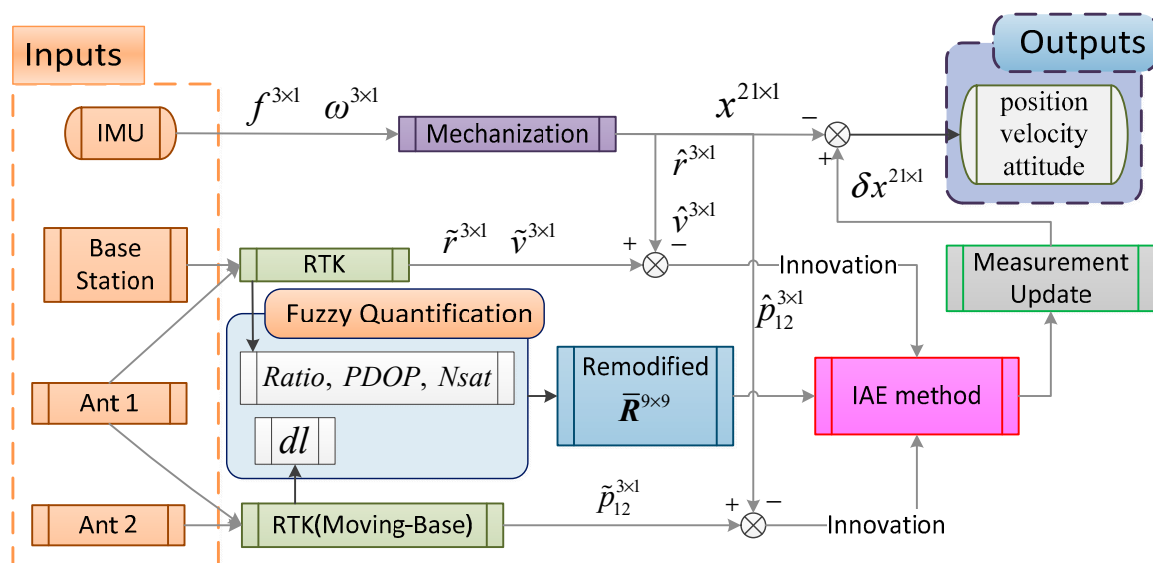 Inputs
Outputs
IMU
f^{3×1} ω^{3×1}
Mechanization
x^{21×1}
−
+
position
velocity
attitude
r̂^{3×1}
δx^{21×1}
v̂^{3×1}
Base
Station
RTK
r̃^{3×1} ṽ^{3×1}
+
−
Innovation
Measurement
Update
Fuzzy Quantification
p̂_{12}^{3×1}
Ratio, PDOP, Nsat
Remodified
R̄^{9×9}
IAE method
Ant 1
dl
Ant 2
RTK(Moving-Base)
p̃_{12}^{3×1}
+
−
Innovation